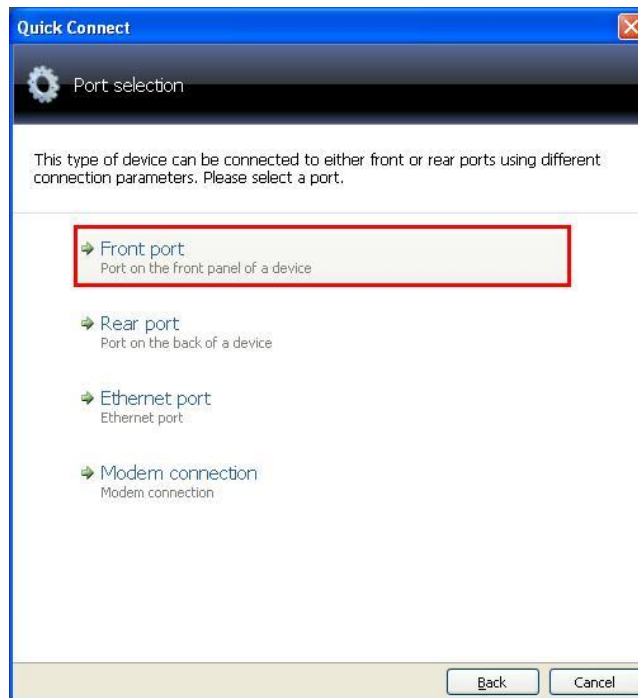 Quick Connect
Port selection
This type of device can be connected to either front or rear ports using different
connection parameters. Please select a port.
Front port
Port on the front panel of a device
Rear port
Port on the back of a device
Ethernet port
Ethernet port
Modem connection
Modem connection
Back
Cancel